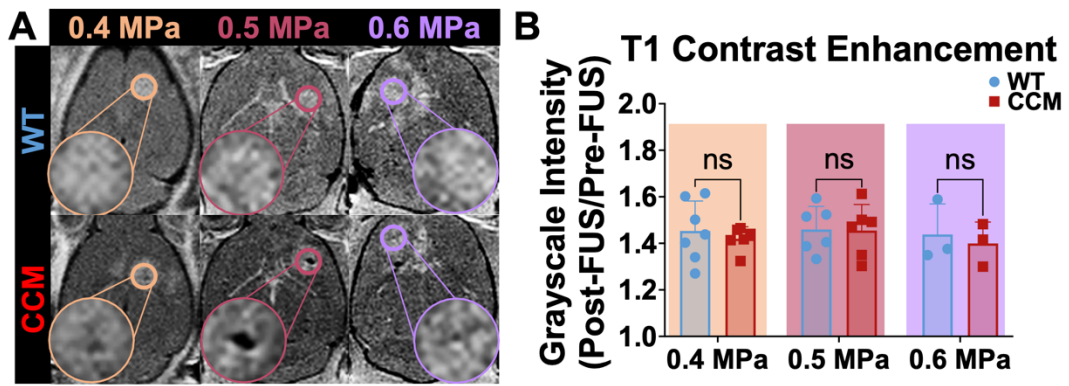 A
0.4 MPa 0.5 MPa 0.6 MPa
WT
CCM
B
T1 Contrast Enhancement
WT
CCM
Grayscale Intensity
(Post-FUS/Pre-FUS)
2.0
1.8
1.6
1.4
1.2
1.0
ns ns ns
0.4 MPa 0.5 MPa 0.6 MPa